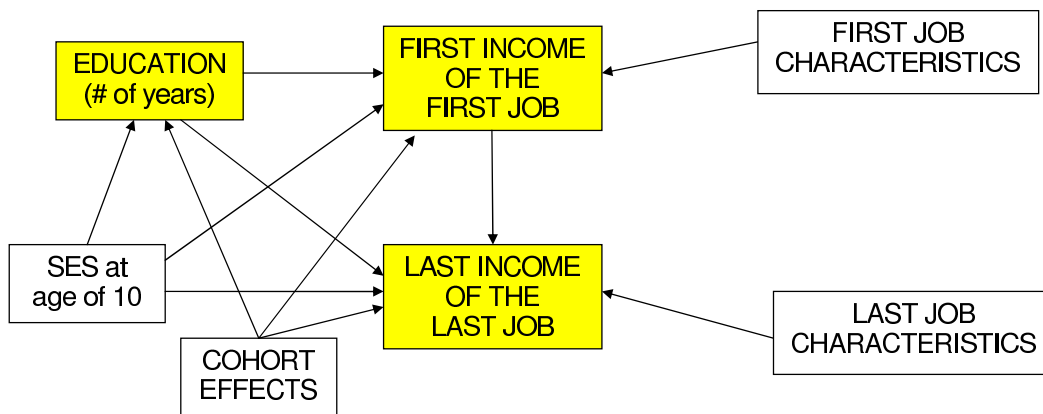 EDUCATION
(# of years)
FIRST INCOME
OF THE
FIRST JOB
FIRST JOB
CHARACTERISTICS
SES at
age of 10
LAST INCOME
OF THE
LAST JOB
LAST JOB
CHARACTERISTICS
COHORT
EFFECTS